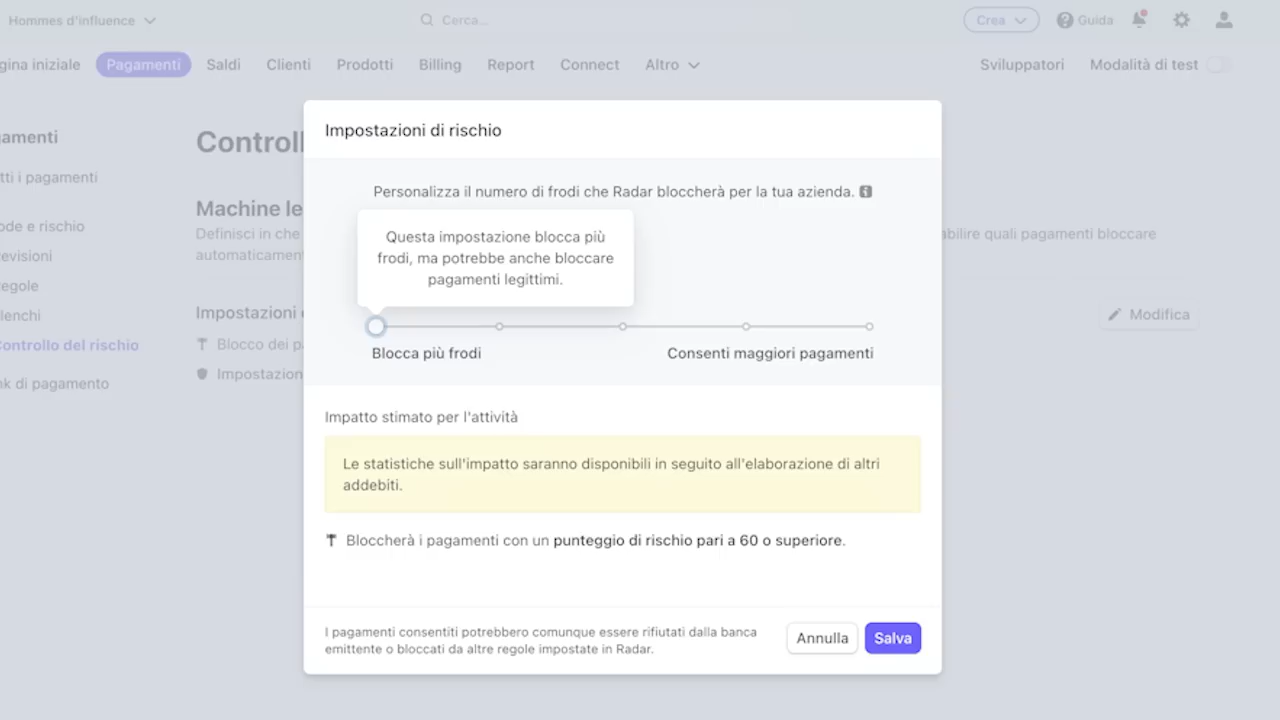 Hommes d'influence
Cerca...
Crea
Guida
gina iniziale
Pagamenti
Saldi
Clienti
Prodotti
Billing
Report
Connect
Altro
Sviluppatori
Modalità di test
Impostazioni di rischio
amenti
Controll
tti i pagamenti
Personalizza il numero di frodi che Radar bloccherà per la tua azienda.
Machine le
ode e rischio
Definisci in che
abilire quali pagamenti bloccare
Questa impostazione blocca più
frodi, ma potrebbe anche bloccare
pagamenti legittimi.
evisioni
automaticamen
egole
Impostazioni
Modifica
lenchi
Controllo del rischio
Blocco dei p
Blocca più frodi
Consenti maggiori pagamenti
Impostazion
nk di pagamento
Impatto stimato per l'attività
Le statistiche sull'impatto saranno disponibili in seguito all'elaborazione di altri
addebiti.
Bloccherà i pagamenti con un punteggio di rischio pari a 60 o superiore.
I pagamenti consentiti potrebbero comunque essere rifiutati dalla banca
emittente o bloccati da altre regole impostate in Radar.
Annulla
Salva